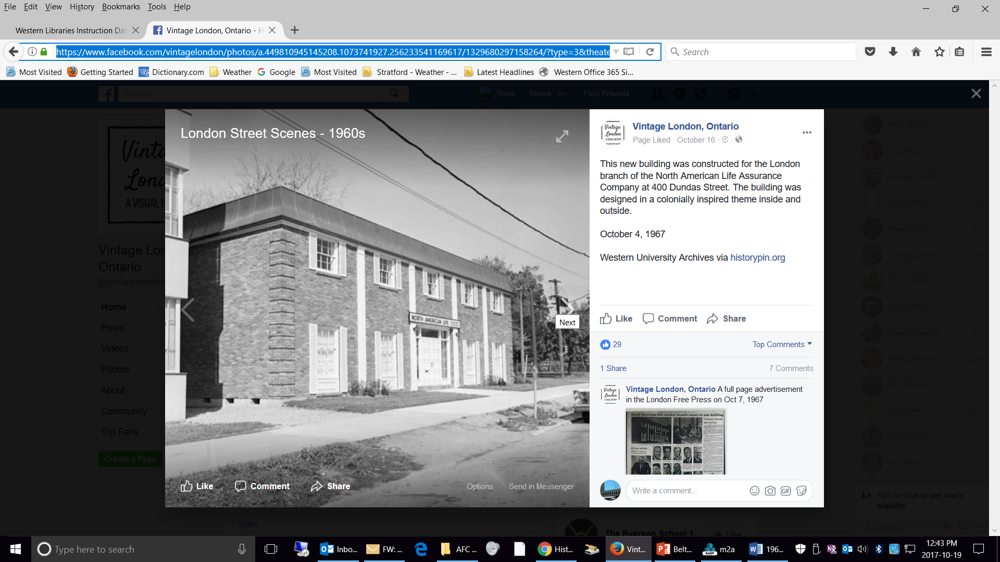 File Edit View History Bookmarks Tools Help
Western Libraries Instruction Dat
Vintage London, Ontario - H
https://www.facebook.com/vintagelondon/photos/a.449810945145208.1073741927.256233541169617/1329680297158264/?type=3&theate
Search
Most Visited Getting Started Dictionary.com Weather Google Most Visited Stratford - Weather - ... Latest Headlines Western Office 365 Si...
Search
Thos. Home 20+ Find Friends
London Street Scenes - 1960s
NORTH AMERICAN LIFE
Next
Like Comment Share
Options Send in Messenger
Vintage
London
A VISUAL HISTORY
Vintage London, Ontario
Page Liked · October 16 ·
This new building was constructed for the London
branch of the North American Life Assurance
Company at 400 Dundas Street. The building was
designed in a colonially inspired theme inside and
outside.
October 4, 1967
Western University Archives via historypin.org
Like Comment Share
29
Top Comments
1 Share
7 Comments
Vintage London, Ontario A full page advertisement
in the London Free Press on Oct 7, 1967
North American Life London branch moves to new building
Write a comment...
GIF
Vinta
Lond
A VISUAL H
Vintage Lon
Ontario
@vintagelondo
Home
Posts
Videos
Photos
About
Community
Top Fans
Create a Page
1 Share
The Ryerson School 1...
Like
Turn on chat to see who's
available.
Search
Type here to search
Inbo...
FW: ...
AFC ...
Hist...
Vint...
Belt...
m2a
196...
12:43 PM
2017-10-19